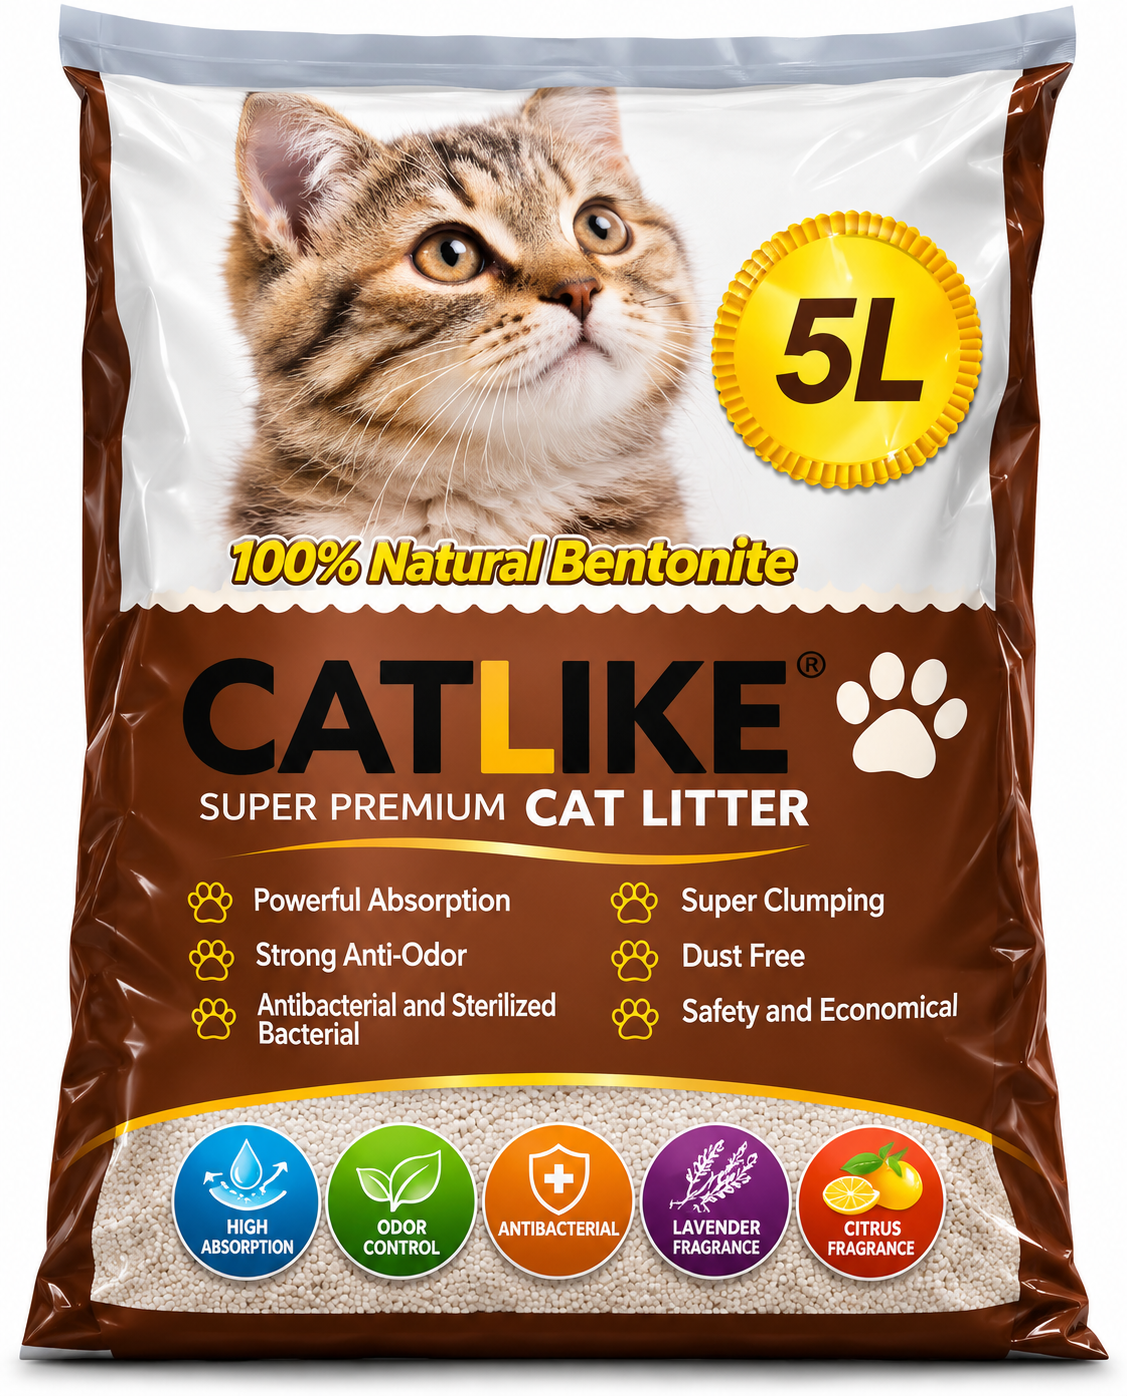 5L
100% Natural Bentonite
CATLIKE®
SUPER PREMIUM CAT LITTER
Powerful Absorption
Super Clumping
Strong Anti-Odor
Dust Free
Antibacterial and Sterilized
Bacterial
Safety and Economical
HIGH
ABSORPTION
ODOR
CONTROL
ANTIBACTERIAL
LAVENDER
FRAGRANCE
CITRUS
FRAGRANCE